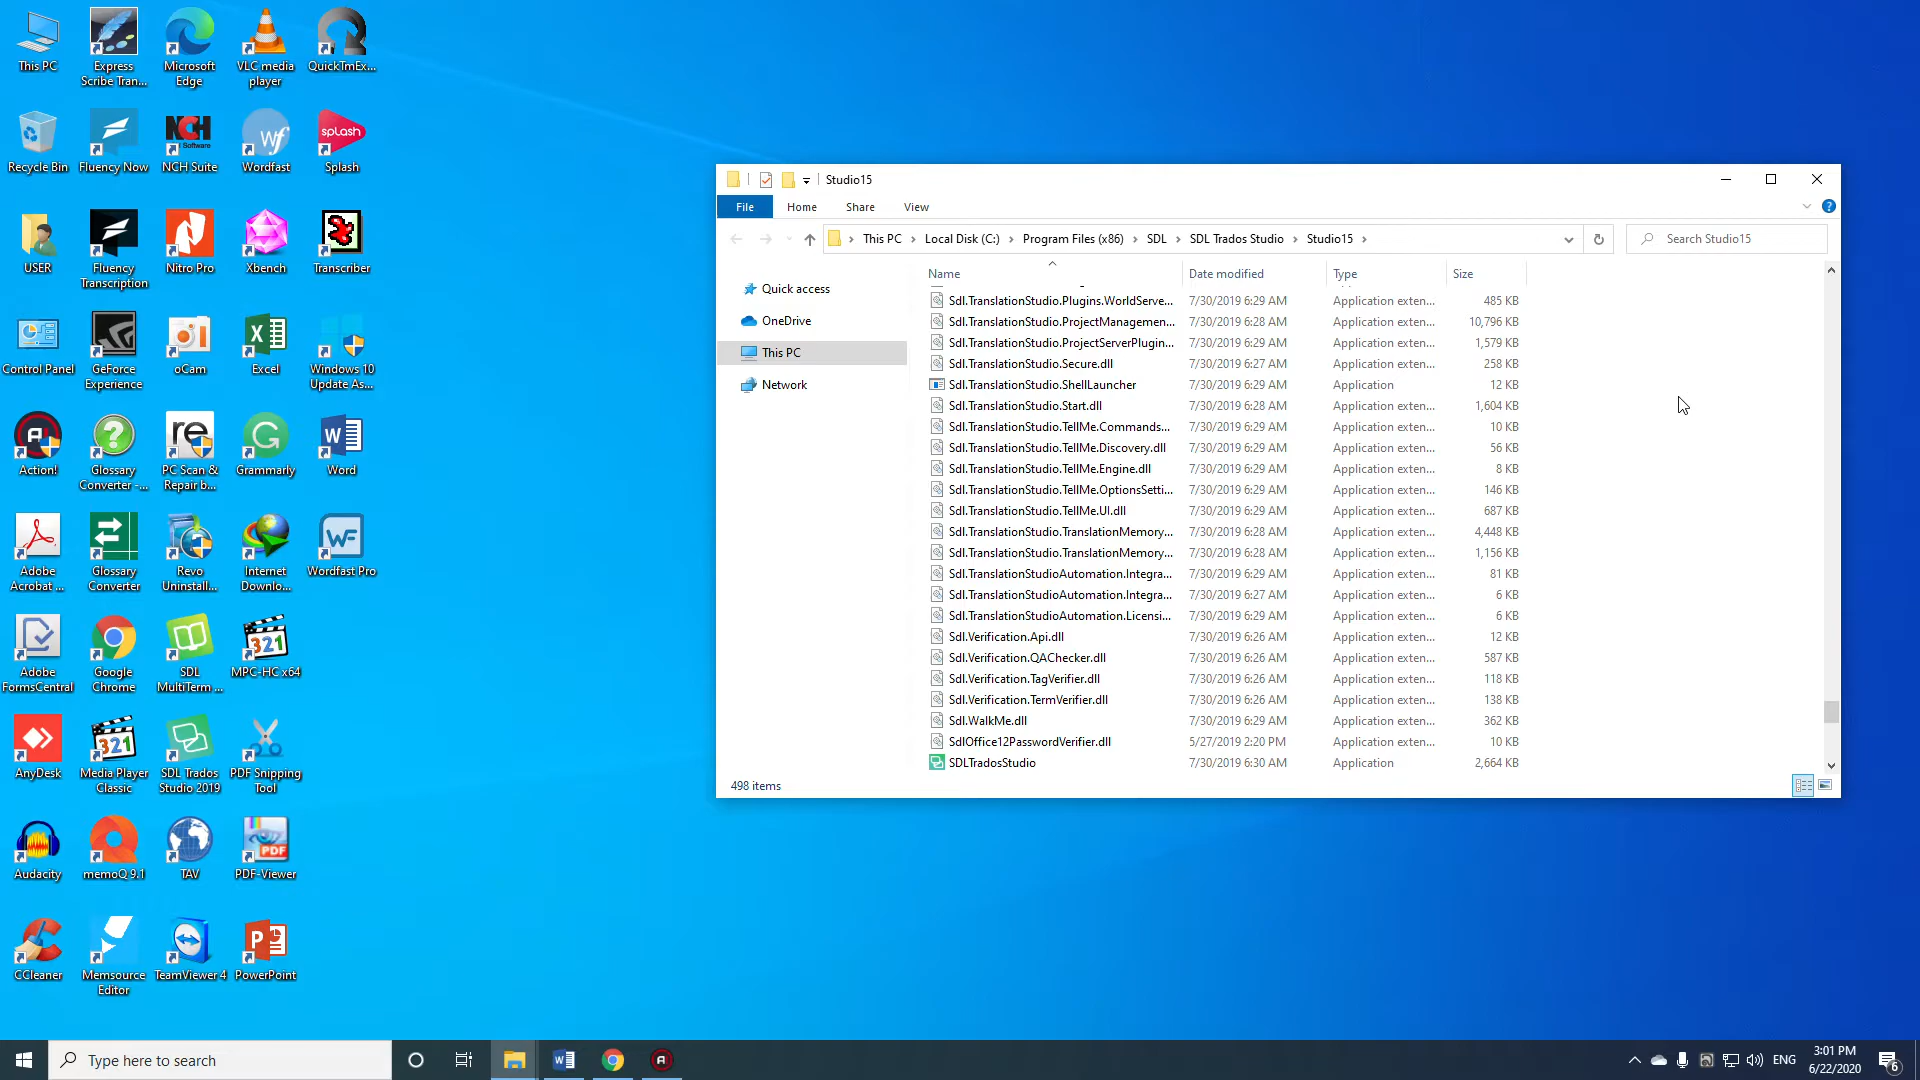 This PC
Express
Scribe Tran...
Microsoft
Edge
VLC media
player
QuickTmEx...
Recycle Bin
Fluency Now
NCH
Software
NCH Suite
wf
Wordfast
splash
Splash
USER
Fluency
Transcription
Nitro Pro
Xbench
Transcriber
Control Panel
GeForce
Experience
oCam
Excel
Windows 10
Update As...
Action!
Glossary
Converter -...
re
PC Scan &
Repair b...
Grammarly
Word
Adobe
Acrobat ...
Glossary
Converter
Revo
Uninstall...
Internet
Downlo...
WF
Wordfast Pro
Adobe
FormsCentral
Google
Chrome
SDL
MultiTerm ...
321
MPC-HC x64
AnyDesk
321
Media Player
Classic
SDL Trados
Studio 2019
PDF Snipping
Tool
Audacity
memoQ 9.1
TAV
PDF
PDF-Viewer
CCleaner
Memsource
Editor
TeamViewer 4
PowerPoint
Studio15
File Home Share View
This PC Local Disk (C:) Program Files (x86) SDL SDL Trados Studio Studio15
Search Studio15
Quick access
OneDrive
This PC
Network
Name Date modified Type Size
Sdl.TranslationStudio.Plugins.WorldServe... 7/30/2019 6:29 AM Application exten... 485 KB
Sdl.TranslationStudio.ProjectManagemen... 7/30/2019 6:28 AM Application exten... 10,796 KB
Sdl.TranslationStudio.ProjectServerPlugin... 7/30/2019 6:29 AM Application exten... 1,579 KB
Sdl.TranslationStudio.Secure.dll 7/30/2019 6:27 AM Application exten... 258 KB
Sdl.TranslationStudio.ShellLauncher 7/30/2019 6:29 AM Application 12 KB
Sdl.TranslationStudio.Start.dll 7/30/2019 6:28 AM Application exten... 1,604 KB
Sdl.TranslationStudio.TellMe.Commands... 7/30/2019 6:29 AM Application exten... 10 KB
Sdl.TranslationStudio.TellMe.Discovery.dll 7/30/2019 6:29 AM Application exten... 56 KB
Sdl.TranslationStudio.TellMe.Engine.dll 7/30/2019 6:29 AM Application exten... 8 KB
Sdl.TranslationStudio.TellMe.OptionsSetti... 7/30/2019 6:29 AM Application exten... 146 KB
Sdl.TranslationStudio.TellMe.UI.dll 7/30/2019 6:29 AM Application exten... 687 KB
Sdl.TranslationStudio.TranslationMemory... 7/30/2019 6:28 AM Application exten... 4,448 KB
Sdl.TranslationStudio.TranslationMemory... 7/30/2019 6:28 AM Application exten... 1,156 KB
Sdl.TranslationStudioAutomation.Integra... 7/30/2019 6:29 AM Application exten... 81 KB
Sdl.TranslationStudioAutomation.Integra... 7/30/2019 6:27 AM Application exten... 6 KB
Sdl.TranslationStudioAutomation.Licensi... 7/30/2019 6:29 AM Application exten... 6 KB
Sdl.Verification.Api.dll 7/30/2019 6:26 AM Application exten... 12 KB
Sdl.Verification.QAChecker.dll 7/30/2019 6:26 AM Application exten... 587 KB
Sdl.Verification.TagVerifier.dll 7/30/2019 6:26 AM Application exten... 118 KB
Sdl.Verification.TermVerifier.dll 7/30/2019 6:26 AM Application exten... 138 KB
Sdl.WalkMe.dll 7/30/2019 6:29 AM Application exten... 362 KB
SdlOffice12PasswordVerifier.dll 5/27/2019 2:20 PM Application exten... 10 KB
SDLTradosStudio 7/30/2019 6:30 AM Application 2,664 KB
498 items
Type here to search
ENG
3:01 PM
6/22/2020
6